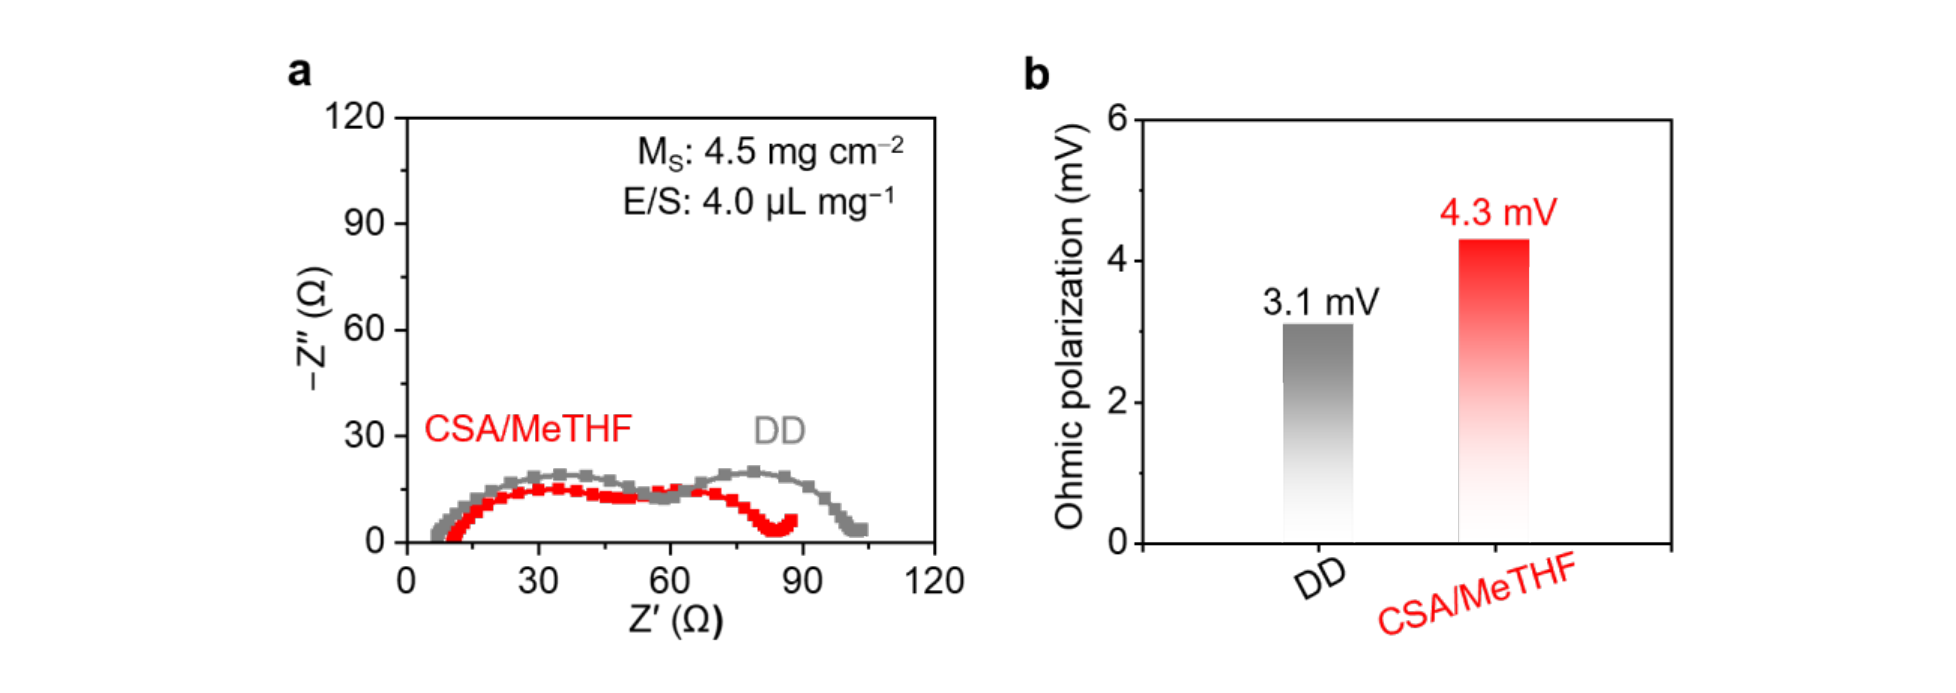 a
120
90
60
30
0
−Z″ (Ω)
M_S: 4.5 mg cm⁻²
E/S: 4.0 µL mg⁻¹
CSA/MeTHF
DD
0 30 60 90 120
Z′ (Ω)
b
6
4
2
0
Ohmic polarization (mV)
3.1 mV
4.3 mV
DD
CSA/MeTHF